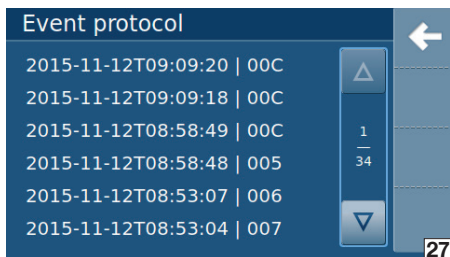 Event protocol
2015-11-12T09:09:20 | 00C
2015-11-12T09:09:18 | 00C
2015-11-12T08:58:49 | 00C
2015-11-12T08:58:48 | 005
2015-11-12T08:53:07 | 006
2015-11-12T08:53:04 | 007
1
34
27